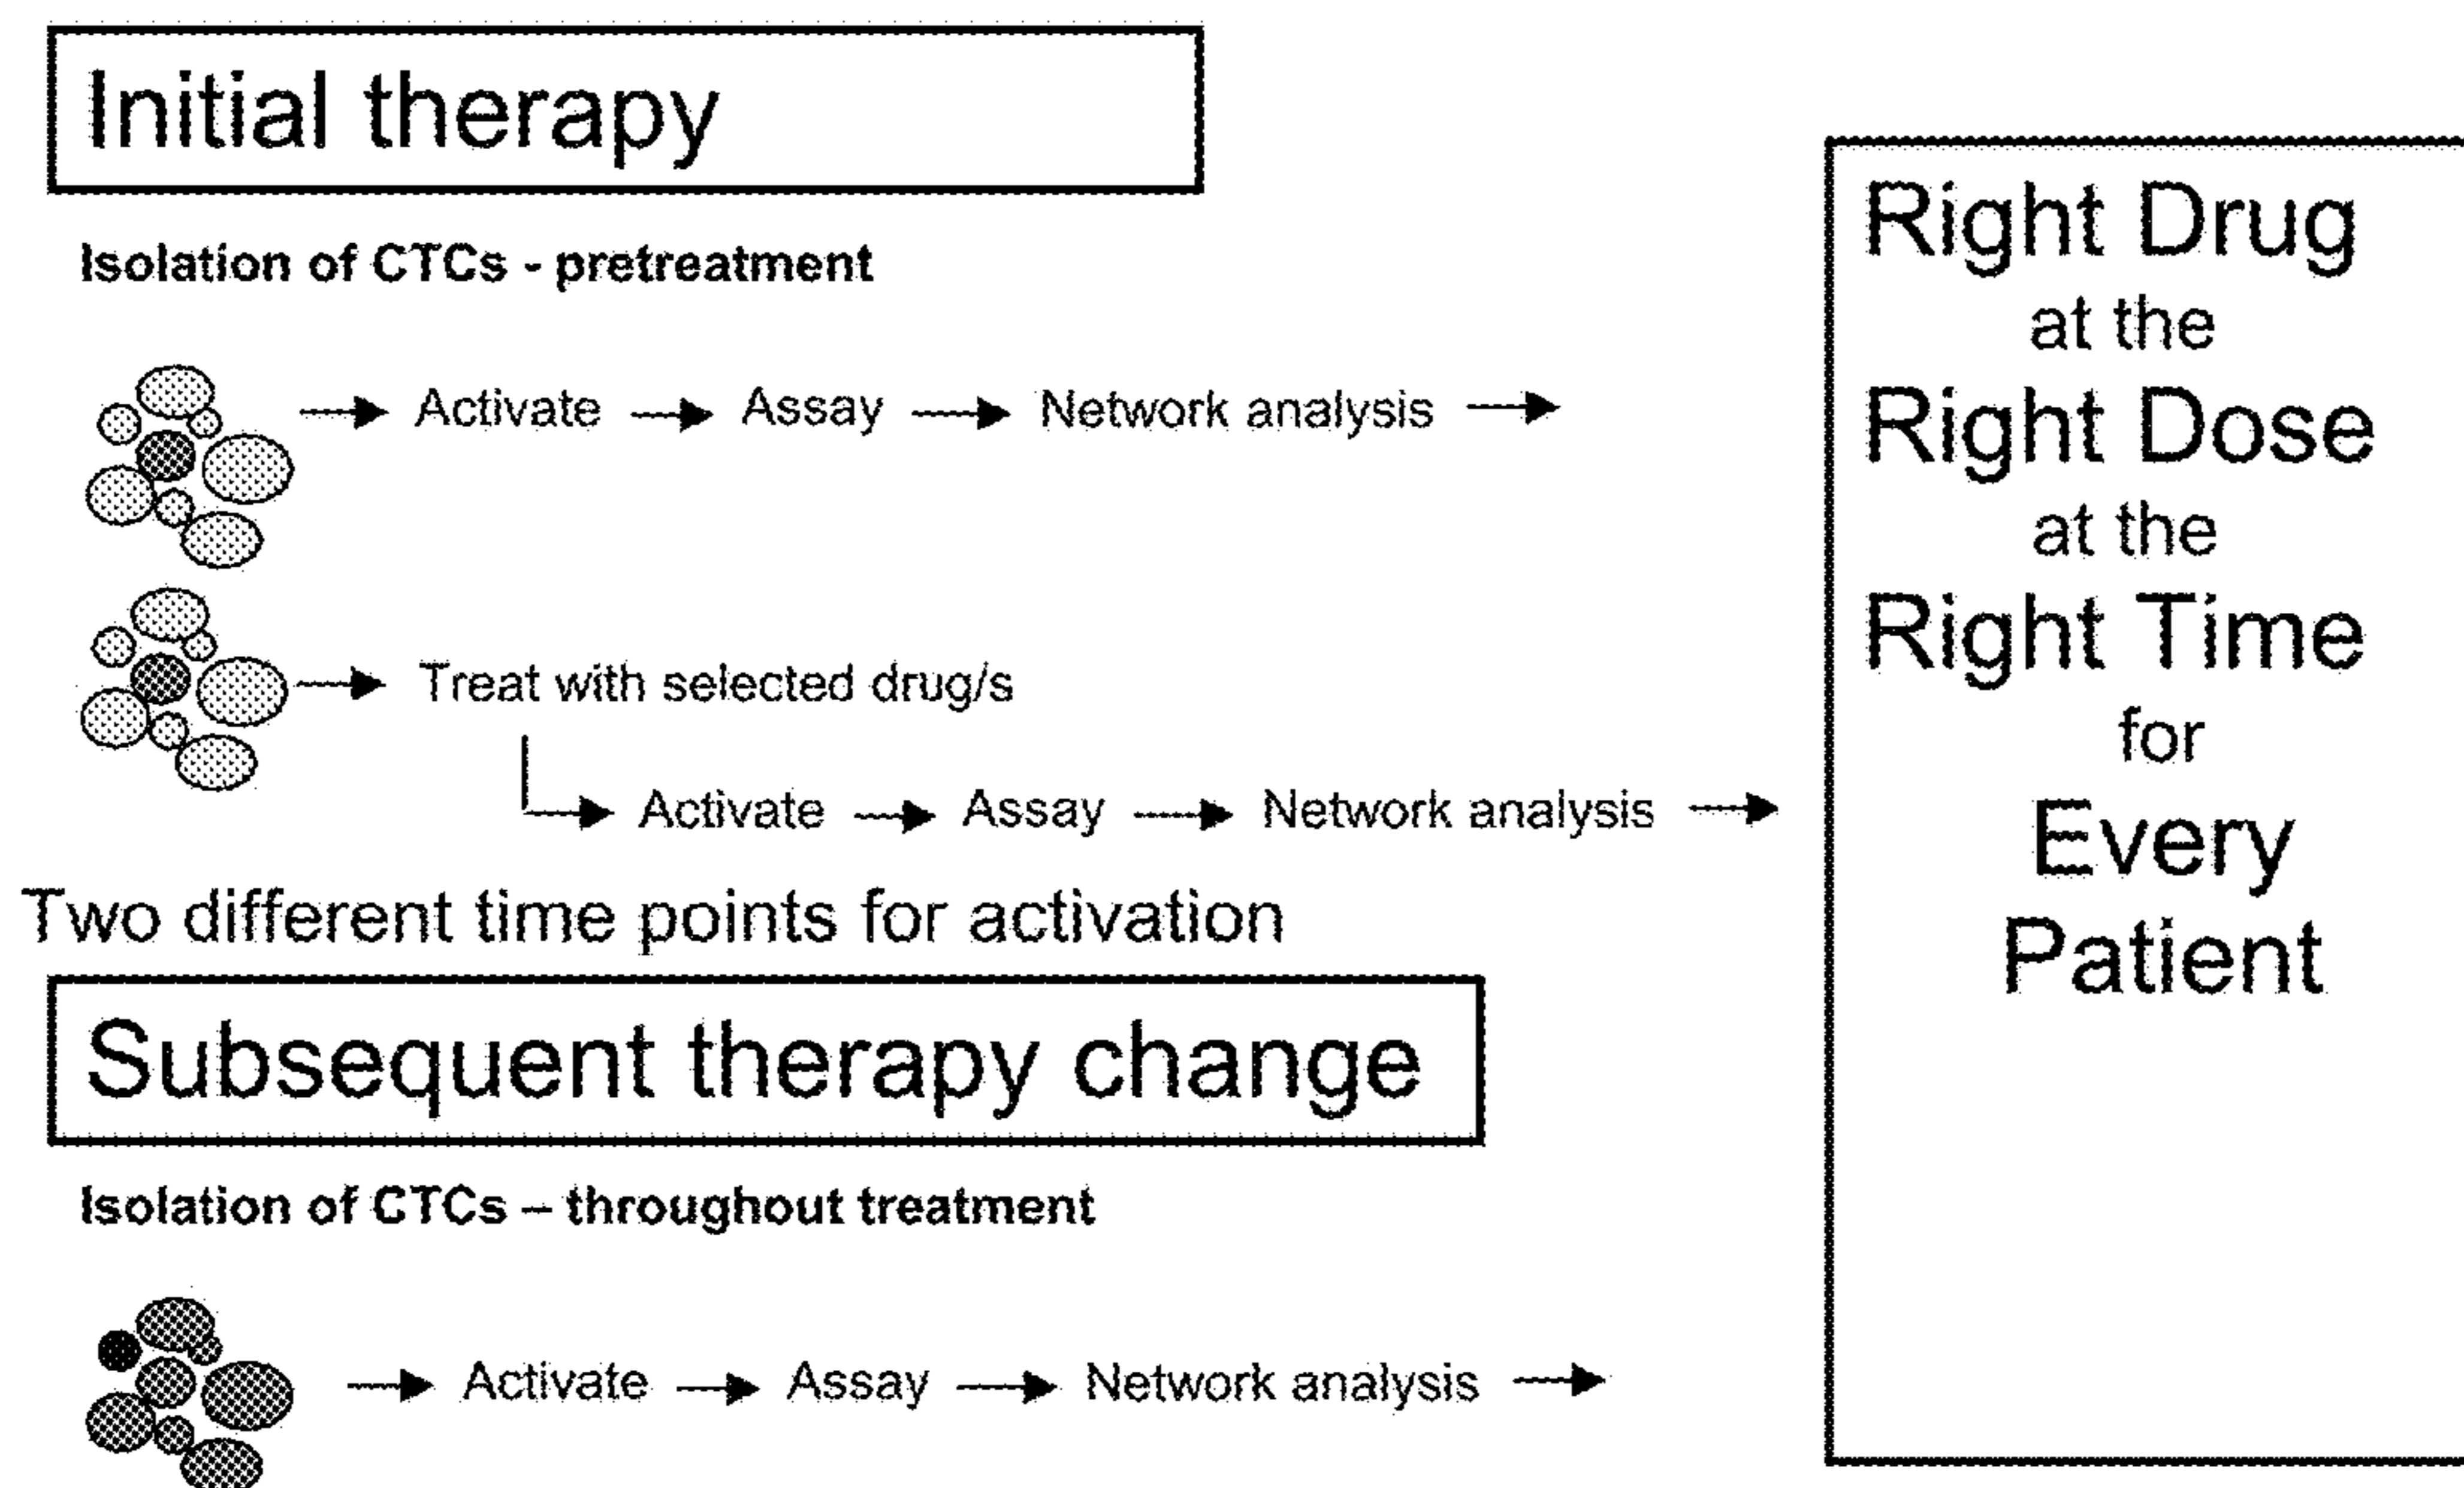 Initial therapy
Isolation of CTCs - pretreatment
Activate Assay Network analysis
Treat with selected drug/s
Activate Assay Network analysis
Two different time points for activation
Subsequent therapy change
Isolation of CTCs – throughout treatment
Activate Assay Network analysis
Right Drug
at the
Right Dose
at the
Right Time
for
Every
Patient